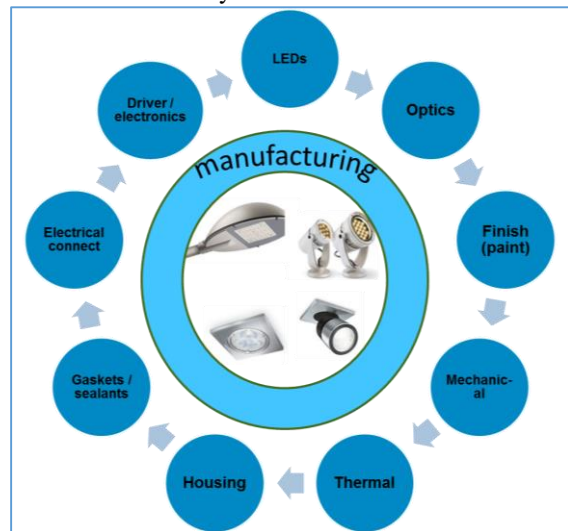 LEDs
Optics
Finish
(paint)
Mechanic-
al
Thermal
Housing
Gaskets /
sealants
Electrical
connect
Driver /
electronics
manufacturing